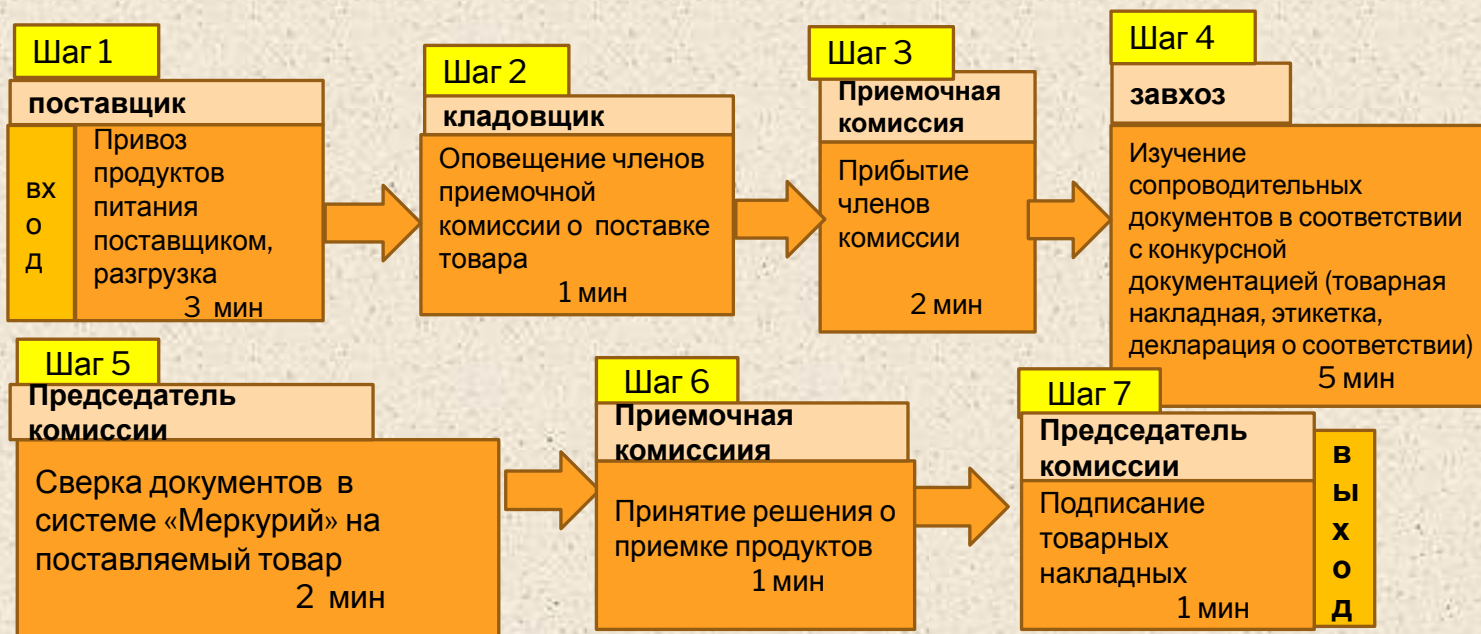 Шаг 1
поставщик
вх
о
д
Привоз
продуктов
питания
поставщиком,
разгрузка
3 мин
Шаг 2
кладовщик
Оповещение членов
приемочной
комиссии о поставке
товара
1 мин
Шаг 3
Приемочная
комиссия
Прибытие
членов
комиссии
2 мин
Шаг 4
завхоз
Изучение
сопроводительных
документов в соответствии
с конкурсной
документацией (товарная
накладная, этикетка,
декларация о соответствии)
5 мин
Шаг 5
Председатель
комиссии
Сверка документов в
системе «Меркурий» на
поставляемый товар
2 мин
Шаг 6
Приемочная
комиссиия
Принятие решения о
приемке продуктов
1 мин
Шаг 7
Председатель
комиссии
Подписание
товарных
накладных
1 мин
в
ы
х
о
д